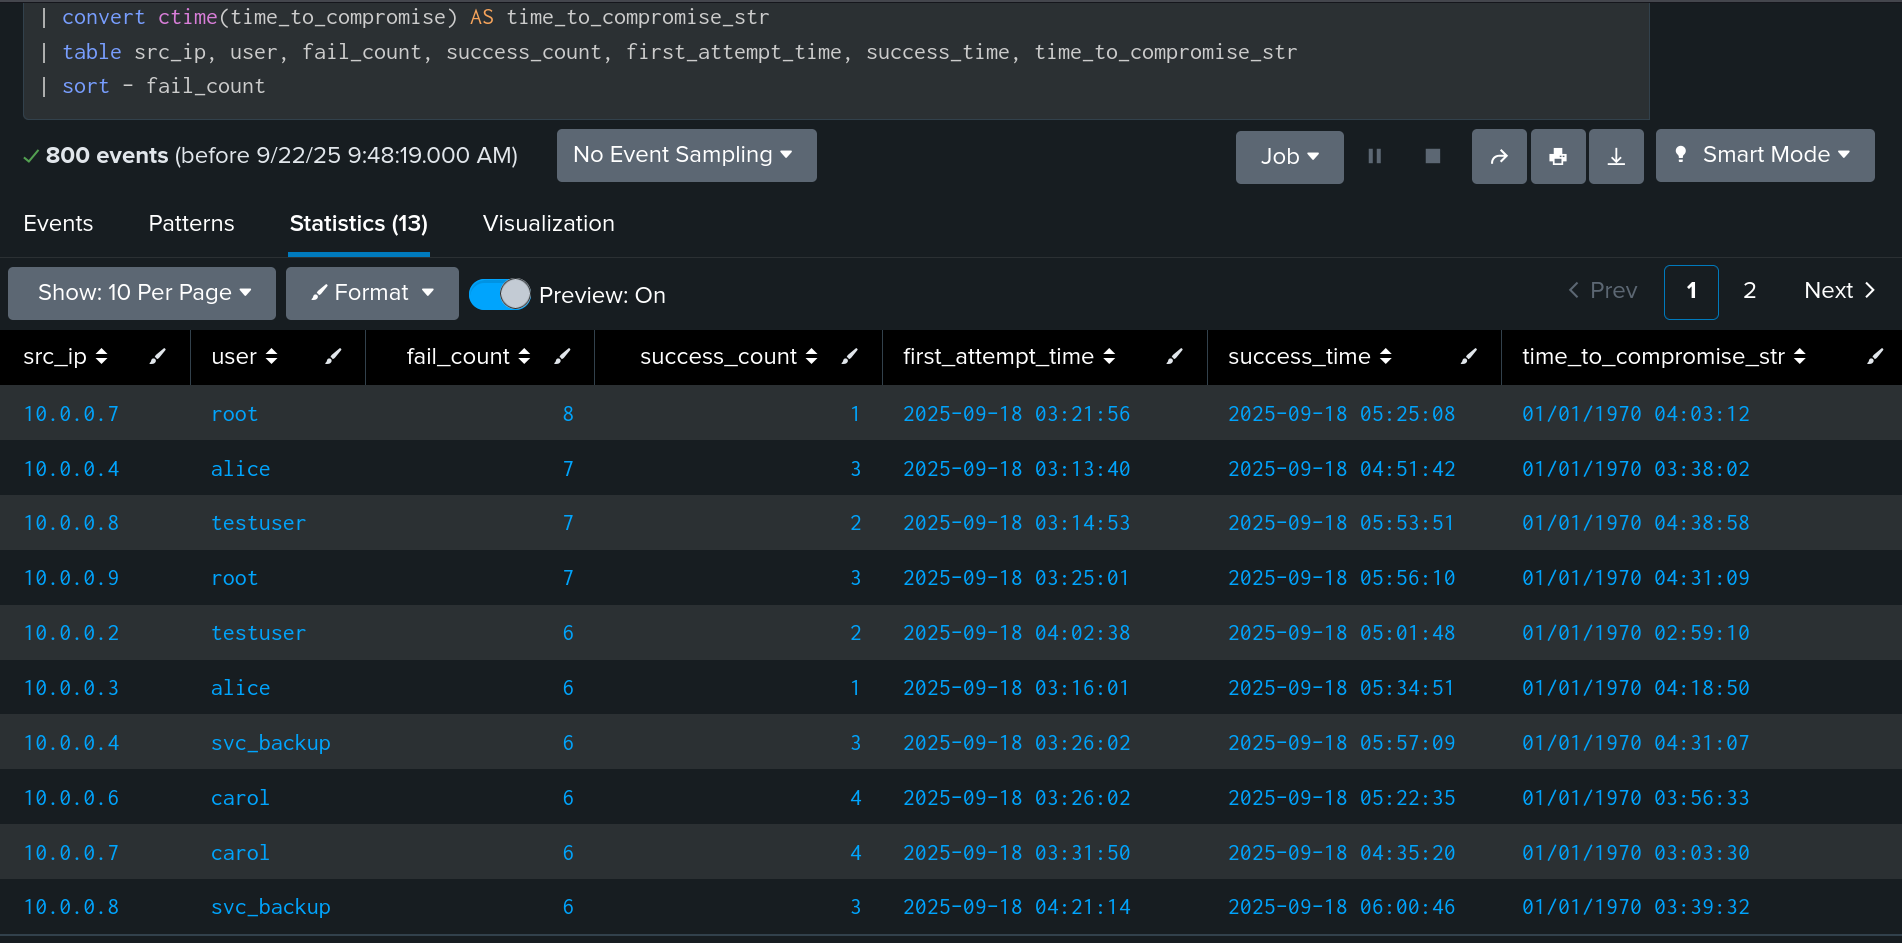 | convert ctime(time_to_compromise) AS time_to_compromise_str
| table src_ip, user, fail_count, success_count, first_attempt_time, success_time, time_to_compromise_str
| sort - fail_count
800 events (before 9/22/25 9:48:19.000 AM) No Event Sampling Job Smart Mode
Events Patterns Statistics (13) Visualization
Show: 10 Per Page Format Preview: On Prev 1 2 Next
src_ip user fail_count success_count first_attempt_time success_time time_to_compromise_str
10.0.0.7 root 8 1 2025-09-18 03:21:56 2025-09-18 05:25:08 01/01/1970 04:03:12
10.0.0.4 alice 7 3 2025-09-18 03:13:40 2025-09-18 04:51:42 01/01/1970 03:38:02
10.0.0.8 testuser 7 2 2025-09-18 03:14:53 2025-09-18 05:53:51 01/01/1970 04:38:58
10.0.0.9 root 7 3 2025-09-18 03:25:01 2025-09-18 05:56:10 01/01/1970 04:31:09
10.0.0.2 testuser 6 2 2025-09-18 04:02:38 2025-09-18 05:01:48 01/01/1970 02:59:10
10.0.0.3 alice 6 1 2025-09-18 03:16:01 2025-09-18 05:34:51 01/01/1970 04:18:50
10.0.0.4 svc_backup 6 3 2025-09-18 03:26:02 2025-09-18 05:57:09 01/01/1970 04:31:07
10.0.0.6 carol 6 4 2025-09-18 03:26:02 2025-09-18 05:22:35 01/01/1970 03:56:33
10.0.0.7 carol 6 4 2025-09-18 03:31:50 2025-09-18 04:35:20 01/01/1970 03:03:30
10.0.0.8 svc_backup 6 3 2025-09-18 04:21:14 2025-09-18 06:00:46 01/01/1970 03:39:32